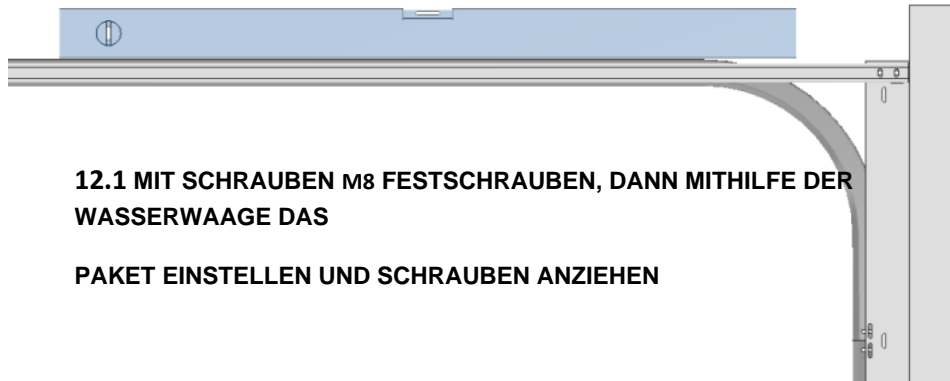 12.1 MIT SCHRAUBEN M8 FESTSCHRAUBEN, DANN MITHILFE DER
WASSERWAAGE DAS
PAKET EINSTELLEN UND SCHRAUBEN ANZIEHEN